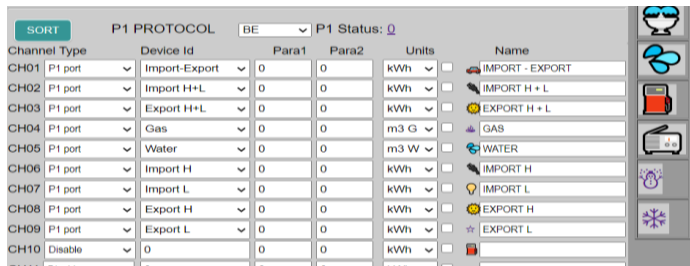 SORT P1 PROTOCOL BE P1 Status: 0
Channel Type Device Id Para1 Para2 Units Name
CH01 P1 port Import-Export 0 0 kWh IMPORT - EXPORT
CH02 P1 port Import H+L 0 0 kWh IMPORT H + L
CH03 P1 port Export H+L 0 0 kWh EXPORT H + L
CH04 P1 port Gas 0 0 m3 G GAS
CH05 P1 port Water 0 0 m3 W WATER
CH06 P1 port Import H 0 0 kWh IMPORT H
CH07 P1 port Import L 0 0 kWh IMPORT L
CH08 P1 port Export H 0 0 kWh EXPORT H
CH09 P1 port Export L 0 0 kWh EXPORT L
CH10 Disable 0 0 0 kWh